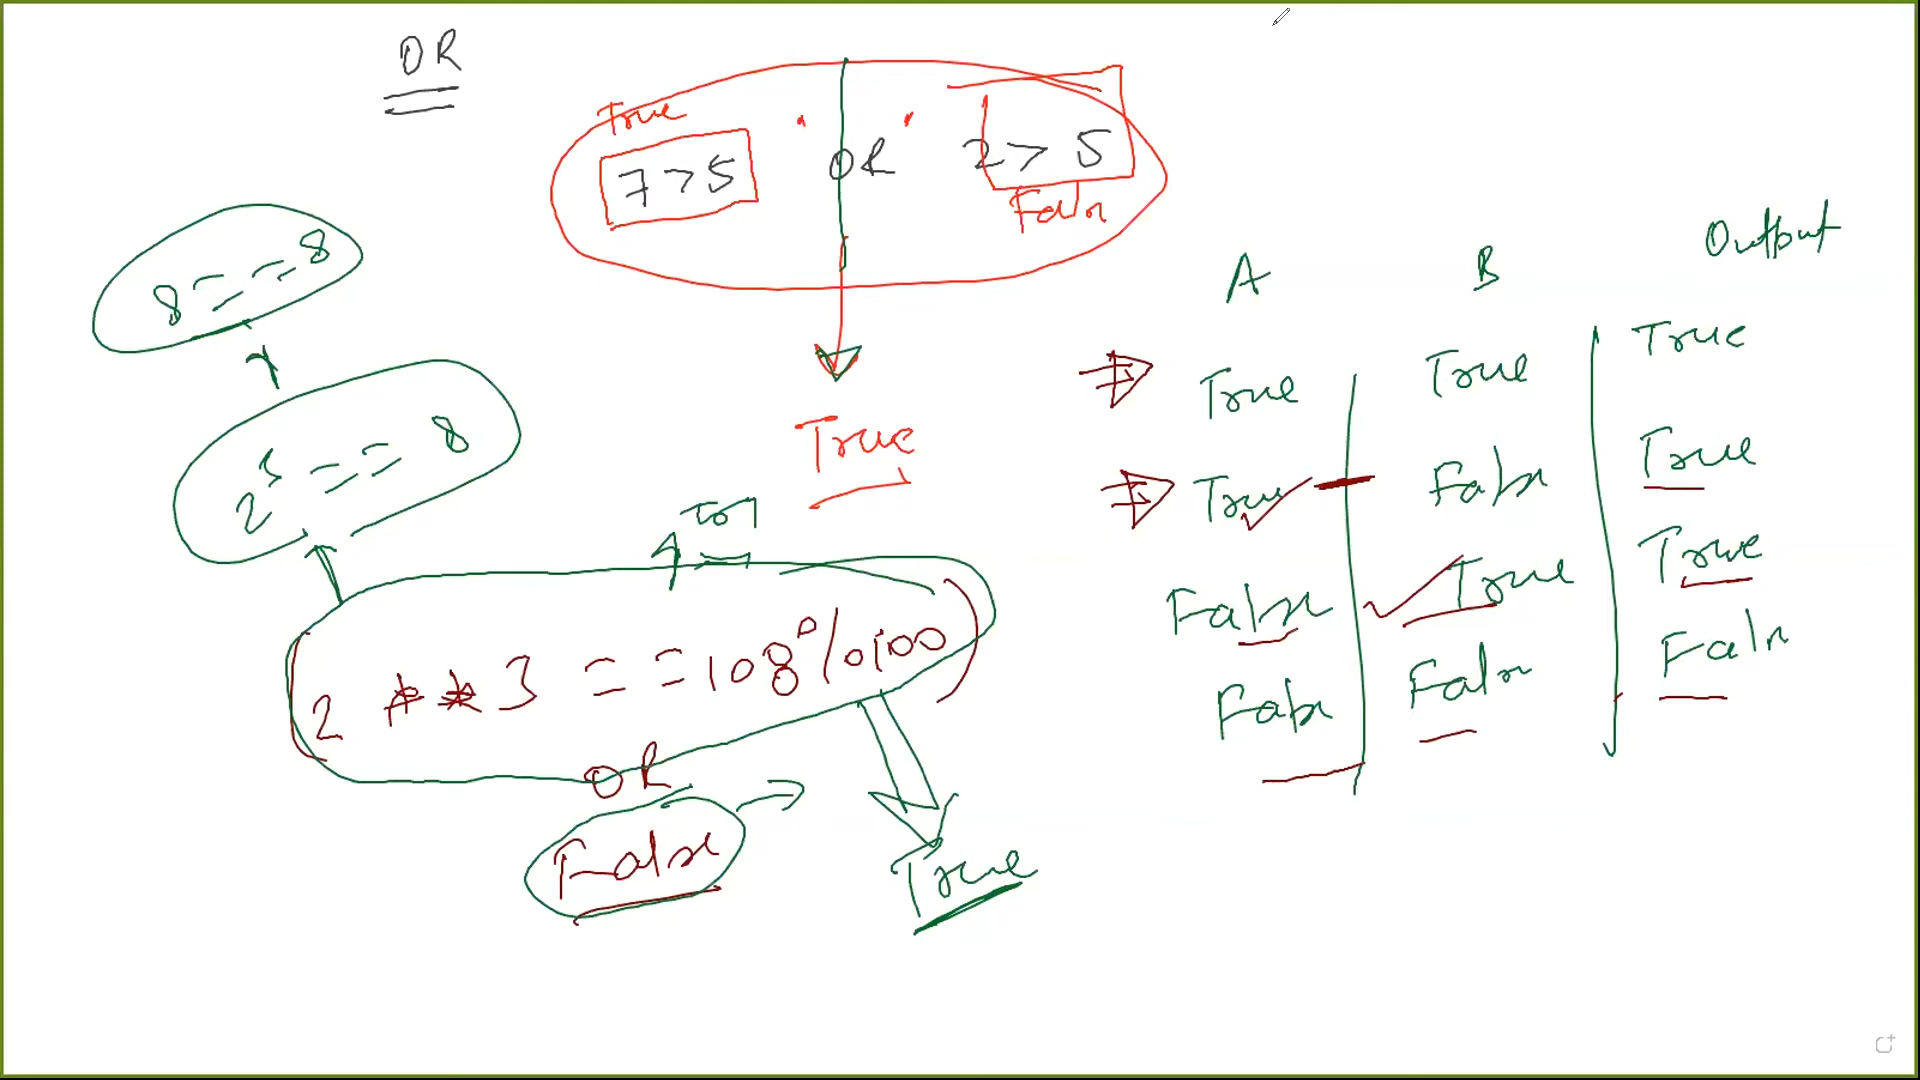 OR
True
7 > 5 " OR " 2 > 5
False
8 == 8
True
2³ == 8
2 ** 3 == 108 % 100
OR
False
True
A B Output
True True True
True False True
False True True
False False False